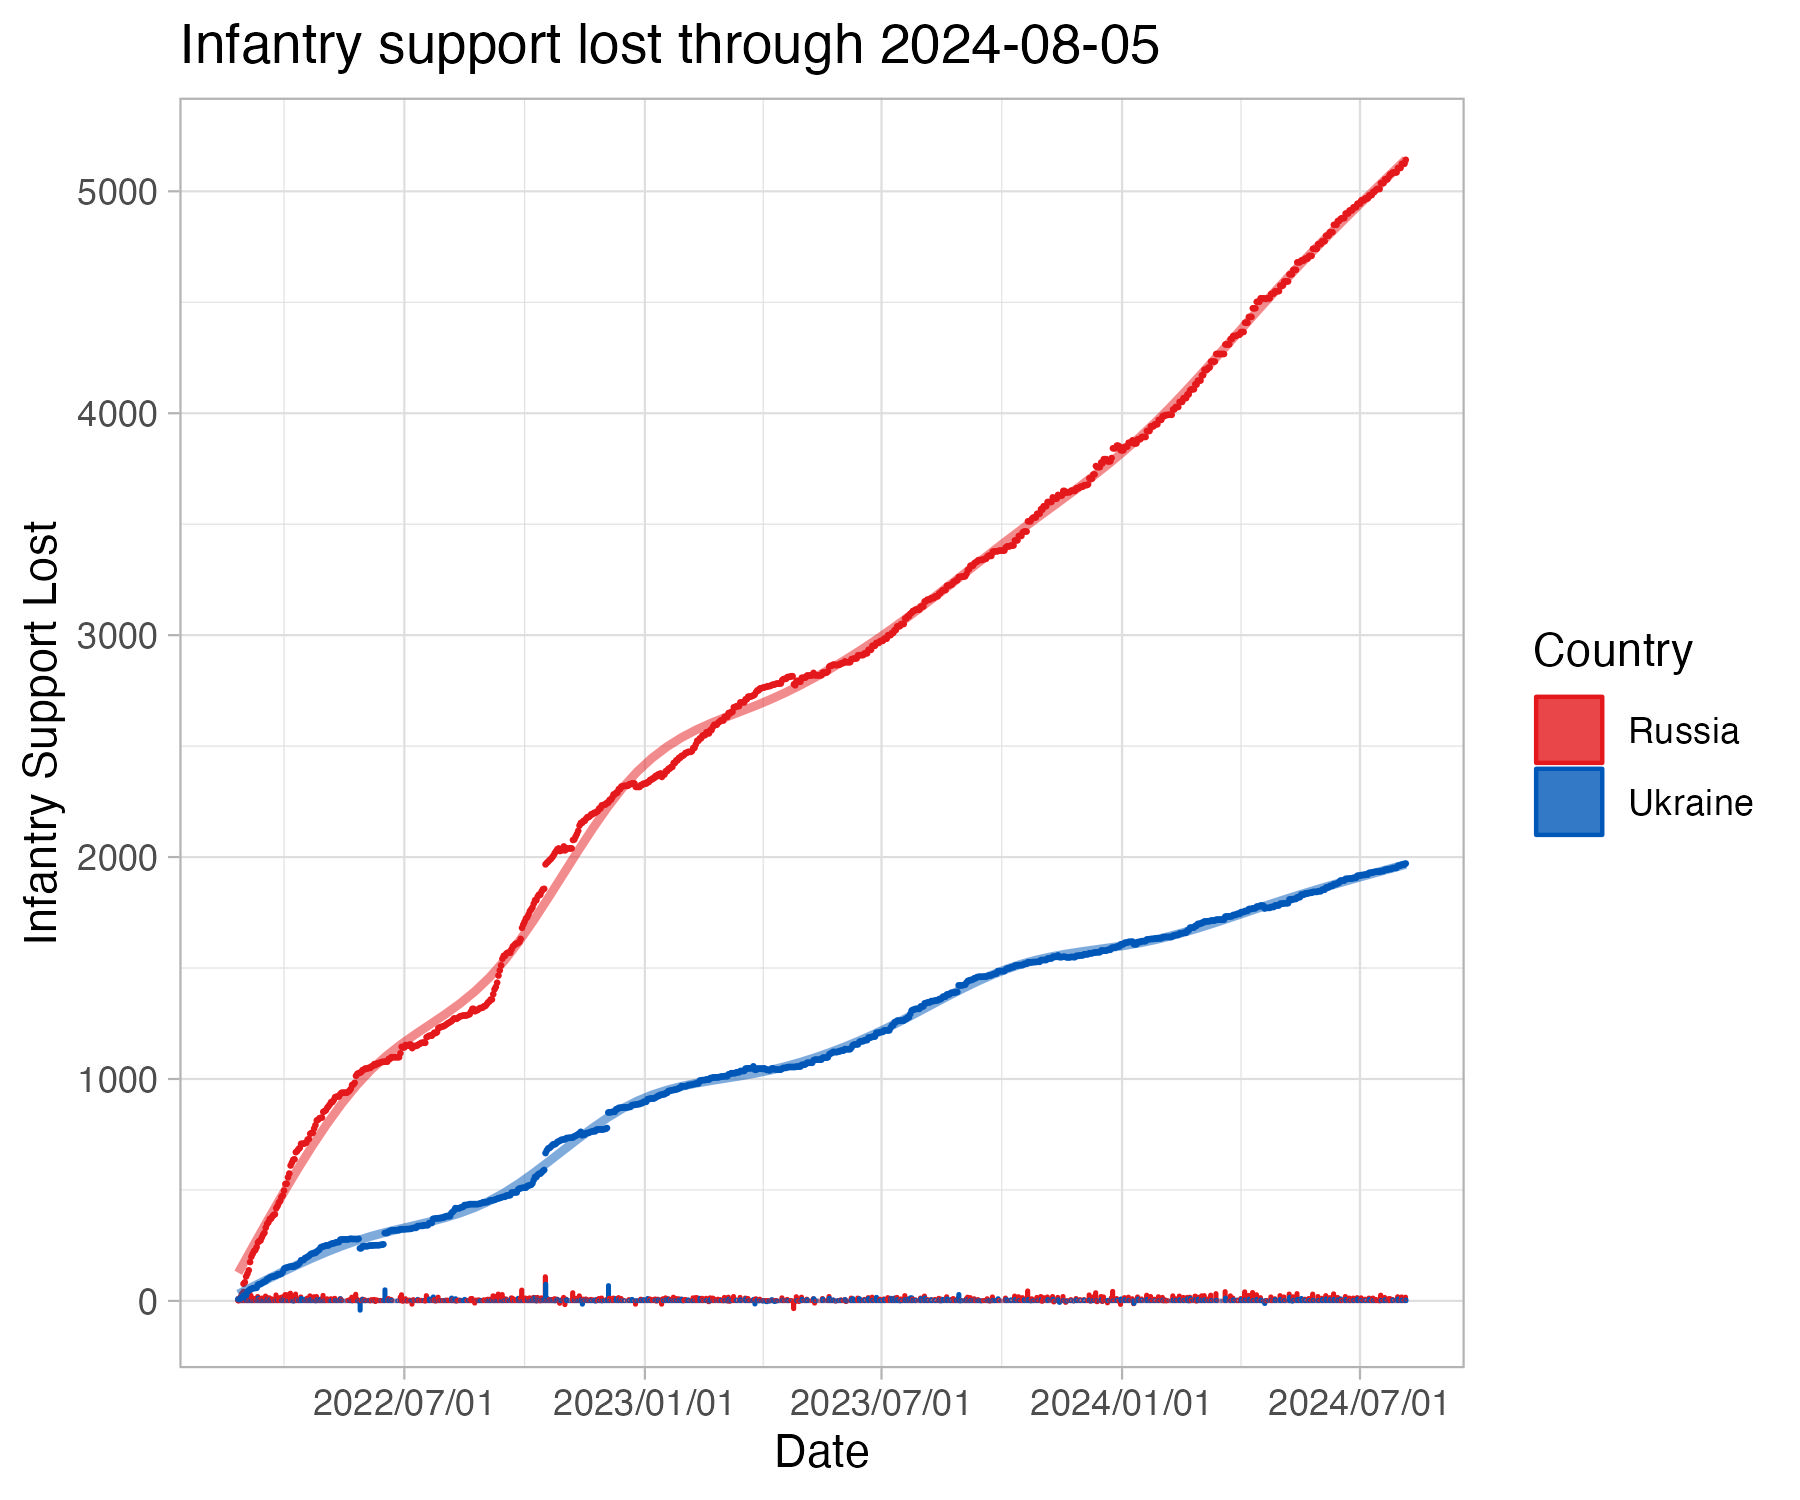 Infantry support lost through 2024-08-05
Infantry Support Lost
5000
4000
3000
2000
1000
0
2022/07/01
2023/01/01
2023/07/01
2024/01/01
2024/07/01
Date
Country
Russia
Ukraine